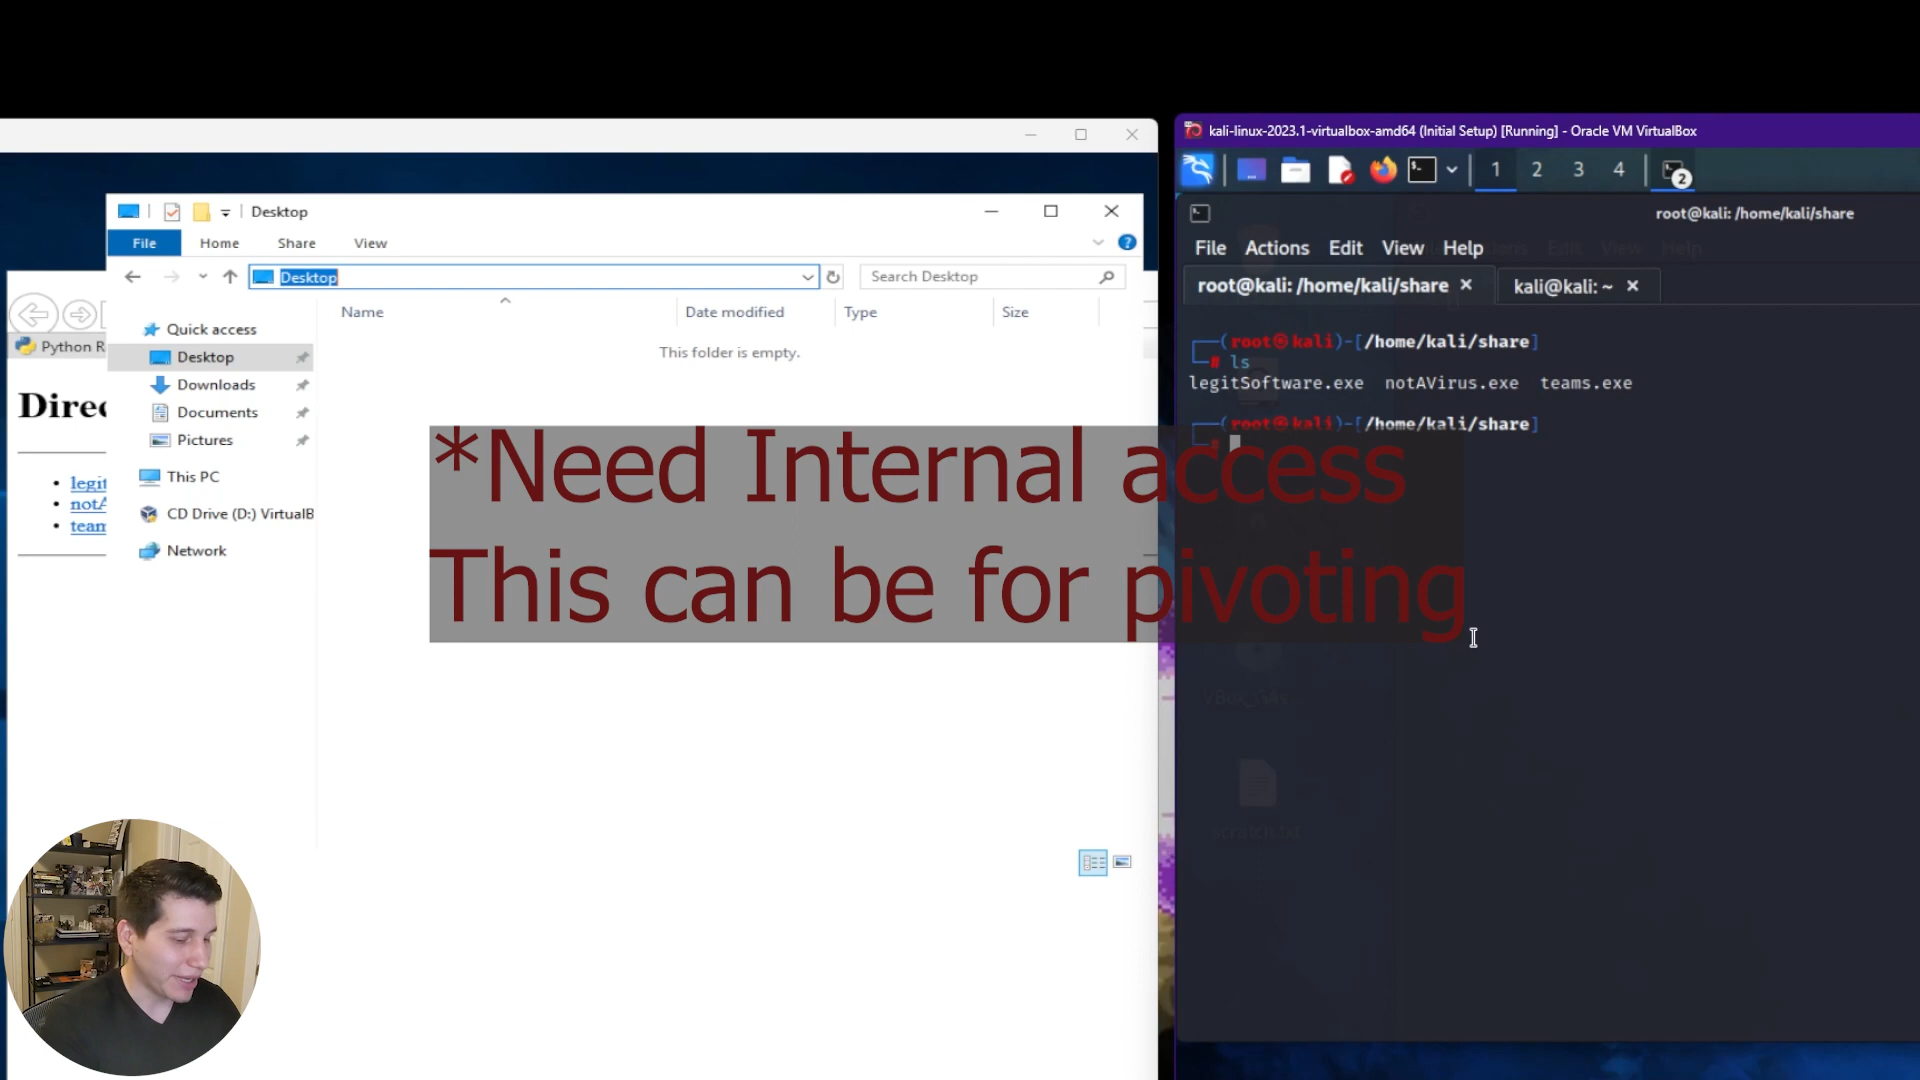 kali-linux-2023.1-virtualbox-amd64 (Initial Setup) [Running] - Oracle VM VirtualBox
1 2 3 4
2
Desktop
root@kali: /home/kali/share
File Home Share View
File Actions Edit View Help
Desktop
Search Desktop
root@kali: /home/kali/share
kali@kali: ~
Name Date modified Type Size
This folder is empty.
Quick access
Desktop
Downloads
Documents
Pictures
This PC
CD Drive (D:) VirtualB
Network
Python R
Direc
legit
notA
team
(root㉿kali)-[/home/kali/share]
# ls
legitSoftware.exe notAVirus.exe teams.exe
(root㉿kali)-[/home/kali/share]
#
*Need Internal access
This can be for pivoting
VBox_GAs